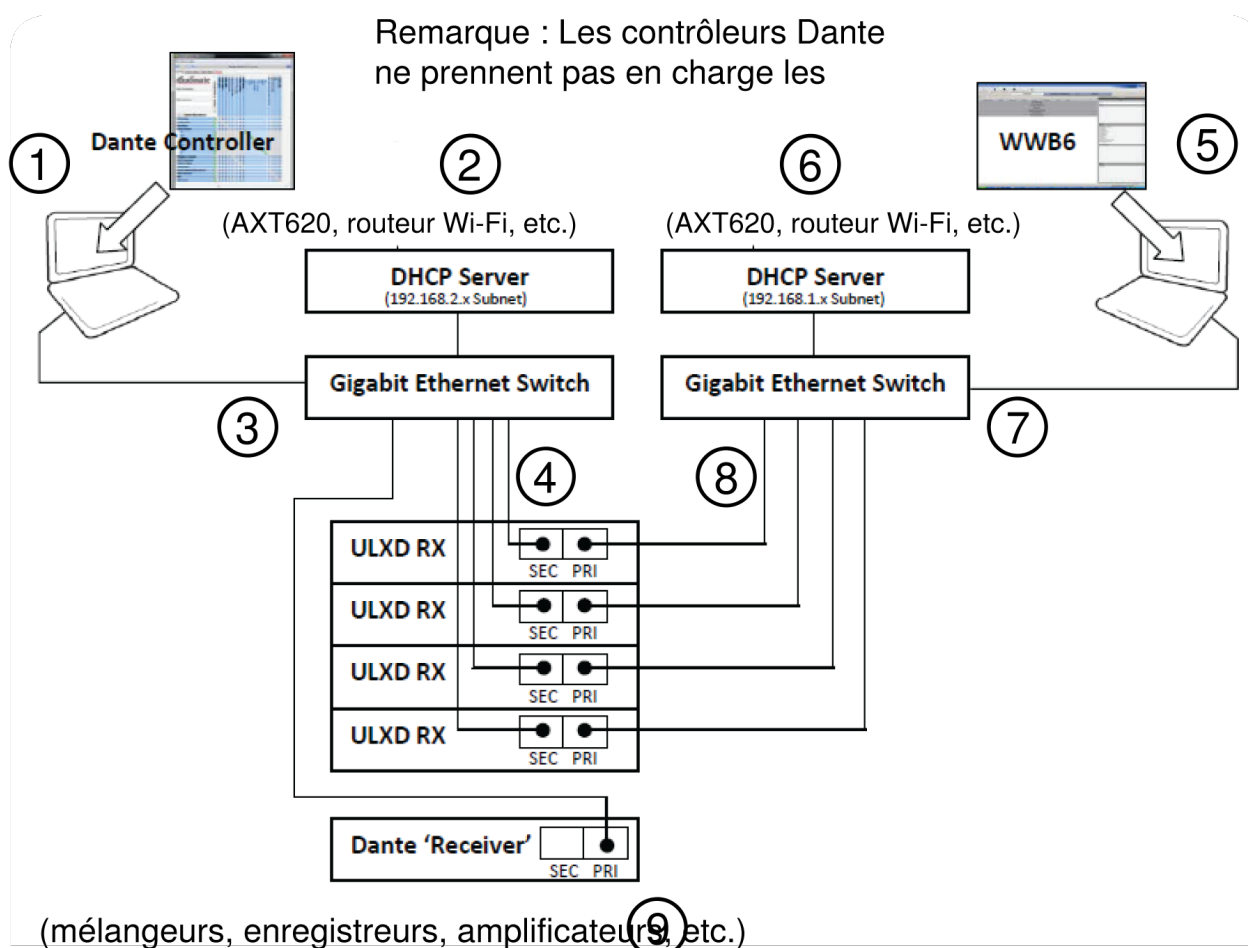 Remarque : Les contrôleurs Dante
ne prennent pas en charge les
Dante Controller
WWB6
1
2
6
5
(AXT620, routeur Wi-Fi, etc.)
(AXT620, routeur Wi-Fi, etc.)
DHCP Server
(192.168.2.x Subnet)
DHCP Server
(192.168.1.x Subnet)
Gigabit Ethernet Switch
Gigabit Ethernet Switch
3
7
4
8
ULXD RX
SEC PRI
ULXD RX
SEC PRI
ULXD RX
SEC PRI
ULXD RX
SEC PRI
Dante ‘Receiver’
SEC PRI
9
(mélangeurs, enregistreurs, amplificateurs, etc.)